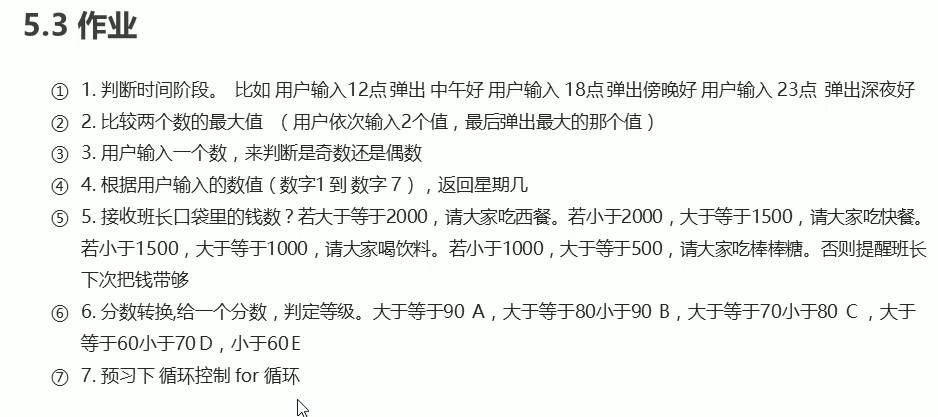 5.3 作业
① 1. 判断时间阶段。 比如 用户输入12点 弹出 中午好 用户输入 18点 弹出傍晚好 用户输入 23点 弹出深夜好
② 2. 比较两个数的最大值 （用户依次输入2个值，最后弹出最大的那个值）
③ 3. 用户输入一个数，来判断是奇数还是偶数
④ 4. 根据用户输入的数值（数字1 到 数字 7），返回星期几
⑤ 5. 接收班长口袋里的钱数？若大于等于2000，请大家吃西餐。若小于2000，大于等于1500，请大家吃快餐。
若小于1500，大于等于1000，请大家喝饮料。若小于1000，大于等于500，请大家吃棒棒糖。否则提醒班长
下次把钱带够
⑥ 6. 分数转换,给一个分数，判定等级。大于等于90 A，大于等于80小于90 B，大于等于70小于80 C ，大于
等于60小于70 D，小于60 E
⑦ 7. 预习下 循环控制 for 循环